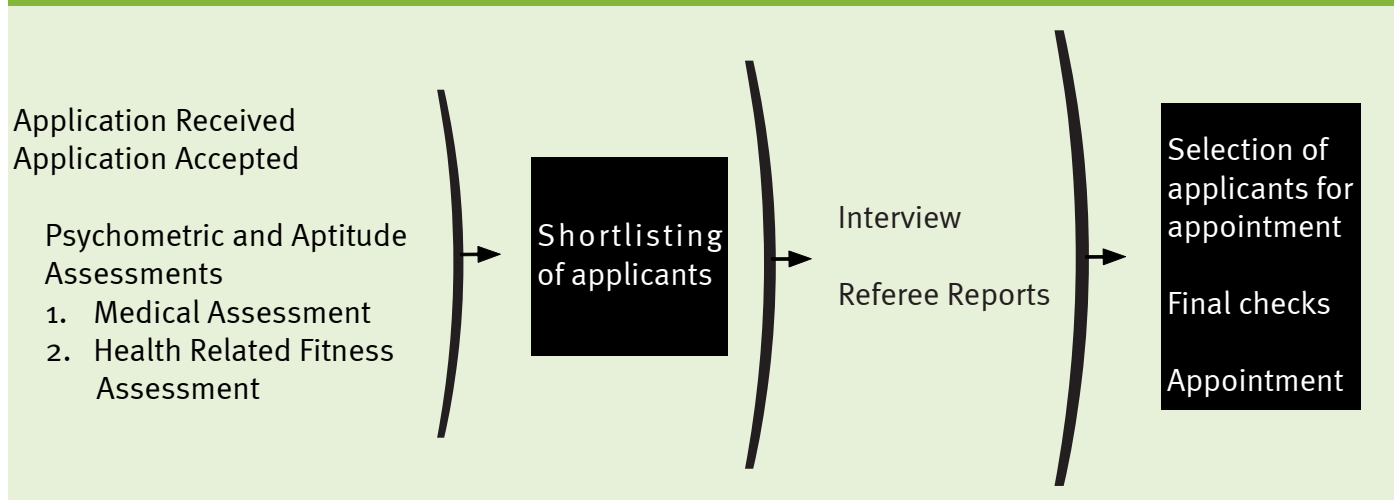 Application Received
Application Accepted
Psychometric and Aptitude
Assessments
1. Medical Assessment
2. Health Related Fitness
Assessment
Shortlisting
of applicants
Interview
Referee Reports
Selection of
applicants for
appointment
Final checks
Appointment